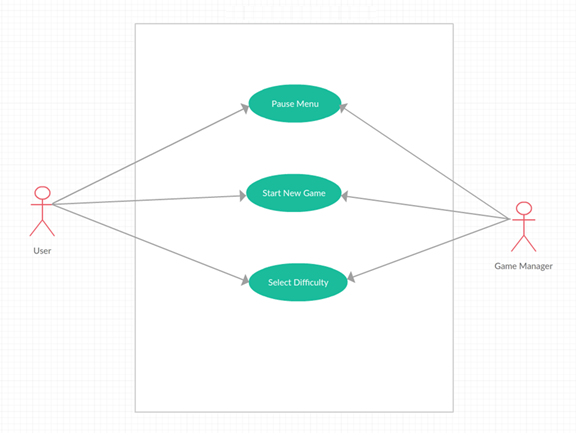 Pause Menu
Start New Game
User
Game Manager
Select Difficulty